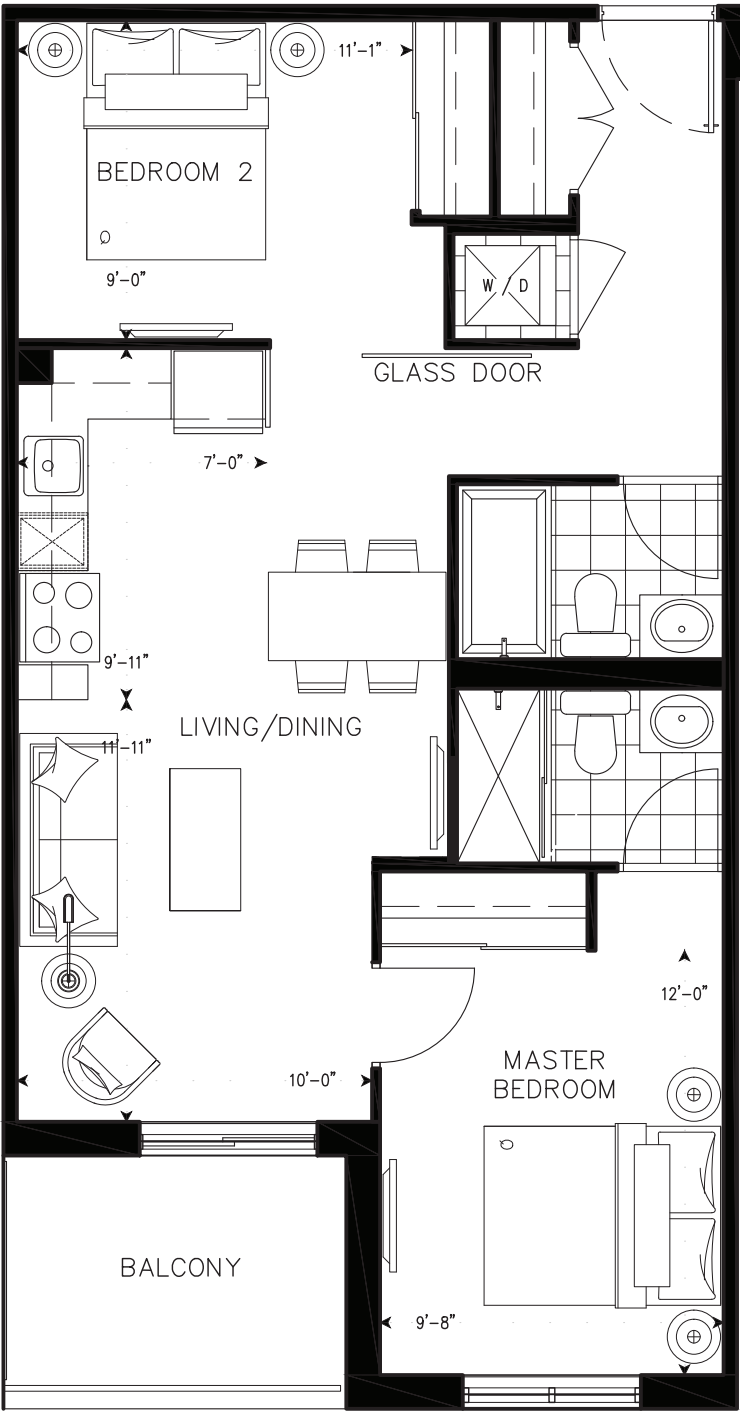 11'-1"
BEDROOM 2
9'-0"
W / D
GLASS DOOR
7'-0"
9'-11"
LIVING/DINING
11'-11"
12'-0"
MASTER
BEDROOM
10'-0"
BALCONY
9'-8"